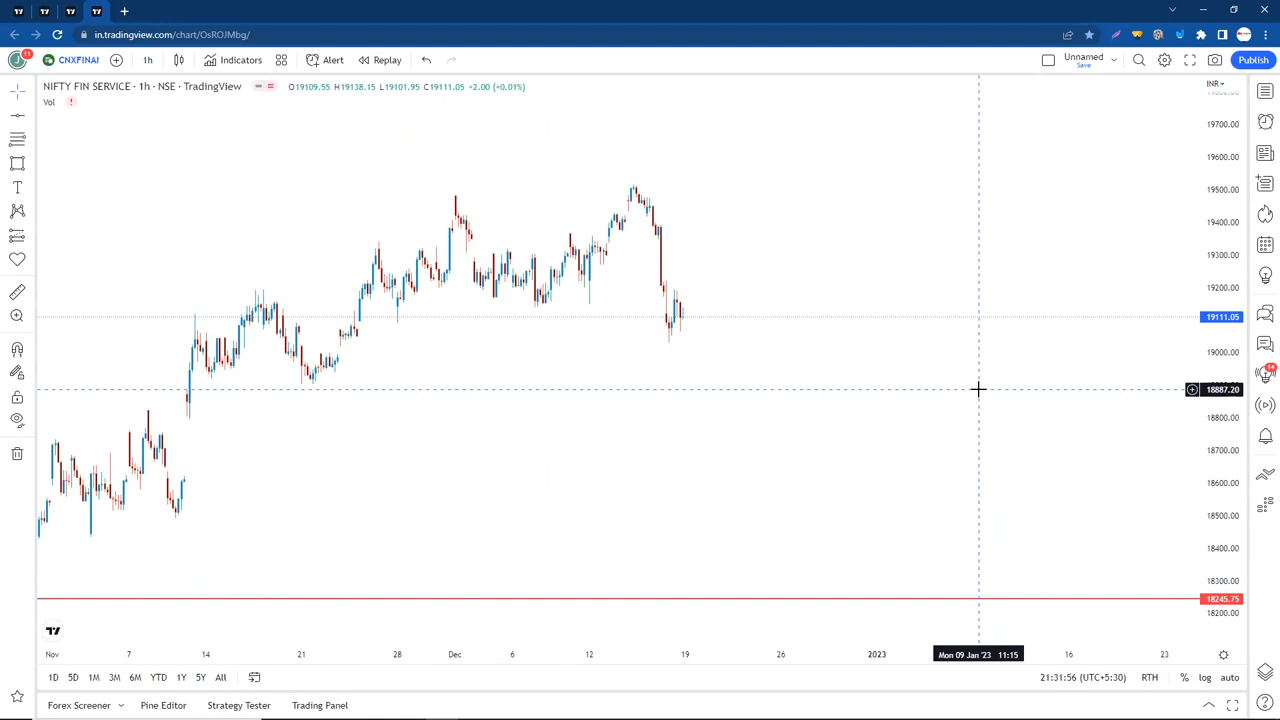 in.tradingview.com/chart/OsROJMbg/
J 11 CNXFINAN 1h Indicators Alert Replay Unnamed Save Publish
NIFTY FIN SERVICE · 1h · NSE · TradingView O19109.55 H19138.15 L19101.95 C19111.05 +2.00 (+0.01%) INR
Vol !
19700.00
19600.00
19500.00
19400.00
19300.00
19200.00
19111.05
19000.00
18887.20
18800.00
18700.00
18600.00
18500.00
18400.00
18300.00
18245.75
18200.00
14
Nov 7 14 21 28 Dec 6 12 19 26 2023 Mon 09 Jan '23 11:15 16 23
1D 5D 1M 3M 6M YTD 1Y 5Y All 21:31:56 (UTC+5:30) RTH % log auto
Forex Screener Pine Editor Strategy Tester Trading Panel